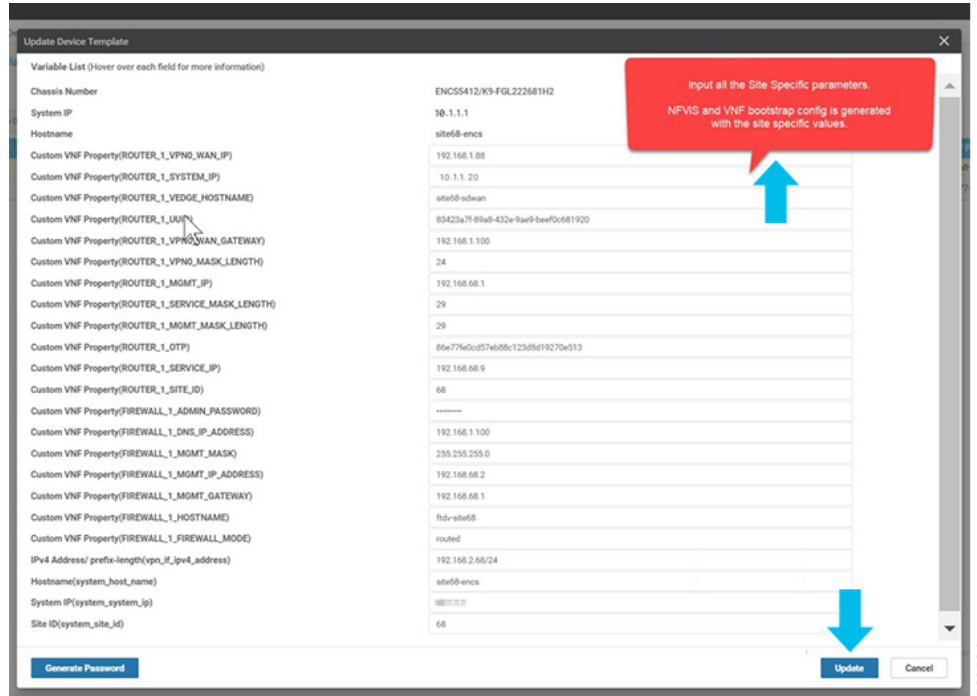 Update Device Template
Variable List (Hover over each field for more information)
Input all the Site Specific parameters.
NFVIS and VNF bootstrap config is generated
with the site specific values.
Chassis Number ENCS5412/K9-FGL222681H2
System IP 10.1.1.1
Hostname site68-encs
Custom VNF Property(ROUTER_1_VPN0_WAN_IP) 192.168.1.88
Custom VNF Property(ROUTER_1_SYSTEM_IP) 10.1.1.20
Custom VNF Property(ROUTER_1_VEDGE_HOSTNAME) site68-sdwan
Custom VNF Property(ROUTER_1_UUID) 83423a7f-89a8-432e-9ae9-beef0c681920
Custom VNF Property(ROUTER_1_VPN0_WAN_GATEWAY) 192.168.1.100
Custom VNF Property(ROUTER_1_VPN0_MASK_LENGTH) 24
Custom VNF Property(ROUTER_1_MGMT_IP) 192.168.68.1
Custom VNF Property(ROUTER_1_SERVICE_MASK_LENGTH) 29
Custom VNF Property(ROUTER_1_MGMT_MASK_LENGTH) 29
Custom VNF Property(ROUTER_1_OTP) 86e77fe0cd57eb88c123d8d19270e513
Custom VNF Property(ROUTER_1_SERVICE_IP) 192.168.68.9
Custom VNF Property(ROUTER_1_SITE_ID) 68
Custom VNF Property(FIREWALL_1_ADMIN_PASSWORD) •••••••••
Custom VNF Property(FIREWALL_1_DNS_IP_ADDRESS) 192.168.1.100
Custom VNF Property(FIREWALL_1_MGMT_MASK) 255.255.255.0
Custom VNF Property(FIREWALL_1_MGMT_IP_ADDRESS) 192.168.68.2
Custom VNF Property(FIREWALL_1_MGMT_GATEWAY) 192.168.68.1
Custom VNF Property(FIREWALL_1_HOSTNAME) ftdv-site68
Custom VNF Property(FIREWALL_1_FIREWALL_MODE) routed
IPv4 Address/ prefix-length(vpn_if_ipv4_address) 192.168.2.68/24
Hostname(system_host_name) site68-encs
System IP(system_system_ip)
Site ID(system_site_id) 68
Generate Password
Update
Cancel